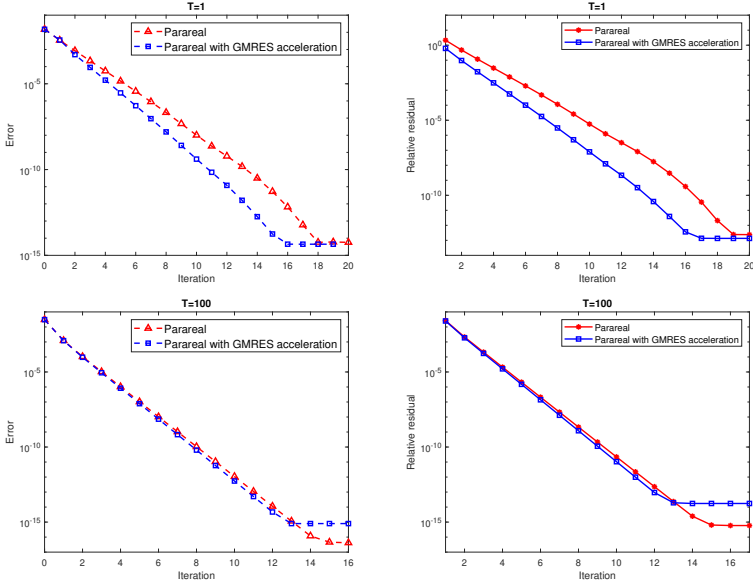 T=1
Parareal
Parareal with GMRES acceleration
10^-5
10^-10
10^-15
Error
0 2 4 6 8 10 12 14 16 18 20
Iteration
T=1
Parareal
Parareal with GMRES acceleration
10^0
10^-5
10^-10
Relative residual
2 4 6 8 10 12 14 16 18 20
Iteration
T=100
Parareal
Parareal with GMRES acceleration
10^-5
10^-10
10^-15
Error
0 2 4 6 8 10 12 14 16
Iteration
T=100
Parareal
Parareal with GMRES acceleration
10^-5
10^-10
10^-15
Relative residual
2 4 6 8 10 12 14 16
Iteration